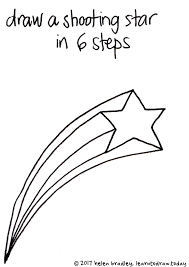 draw a shooting star
in 6 steps
© 2017 helen bradley, learntodraw.today